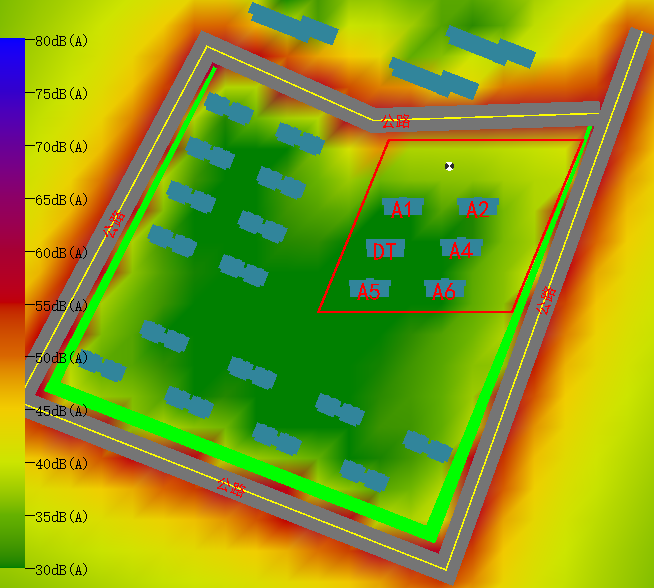 80dB(A)
75dB(A)
70dB(A)
65dB(A)
60dB(A)
55dB(A)
50dB(A)
45dB(A)
40dB(A)
35dB(A)
30dB(A)
公路
公路
A1
A2
DT
A4
A5
A6
公路
公路